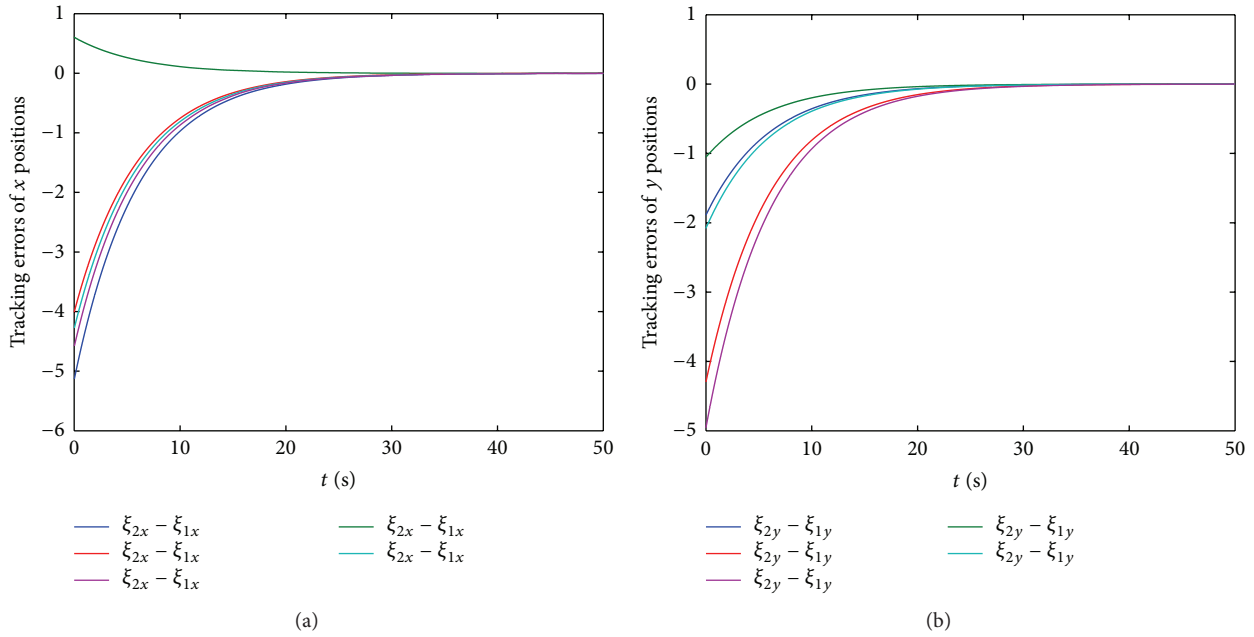 1
0
−1
−2
−3
−4
−5
−6
Tracking errors of x positions
0 10 20 30 40 50
t (s)
ξ2x − ξ1x
ξ2x − ξ1x
ξ2x − ξ1x
ξ2x − ξ1x
ξ2x − ξ1x
(a)
1
0
−1
−2
−3
−4
−5
Tracking errors of y positions
0 10 20 30 40 50
t (s)
ξ2y − ξ1y
ξ2y − ξ1y
ξ2y − ξ1y
ξ2y − ξ1y
ξ2y − ξ1y
(b)